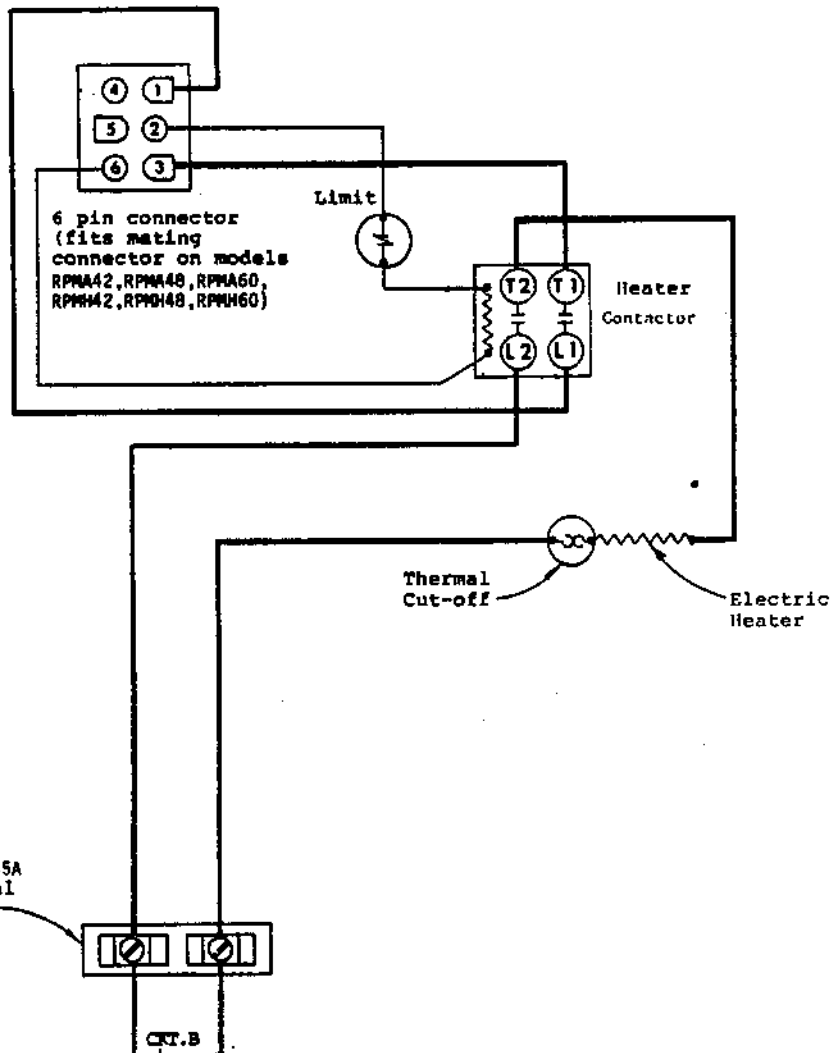 4 1
5 2
6 3
6 pin connector
(fits mating
connector on models
RPMA42,RPMA48,RPMA60,
RPMH42,RPMH48,RPMH60)
Limit
T2 T1
L2 L1
Heater
Contactor
Thermal
Cut-off
Electric
Heater
5A
CKT.B